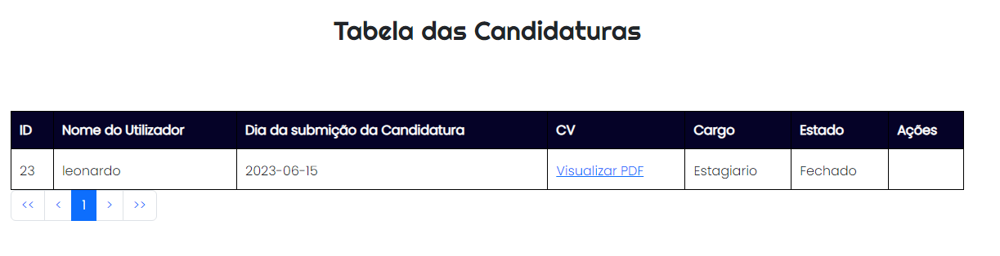 Tabela das Candidaturas
ID Nome do Utilizador Dia da submição da Candidatura CV Cargo Estado Ações
23 leonardo 2023-06-15 Visualizar PDF Estagiario Fechado
<< < 1 > >>